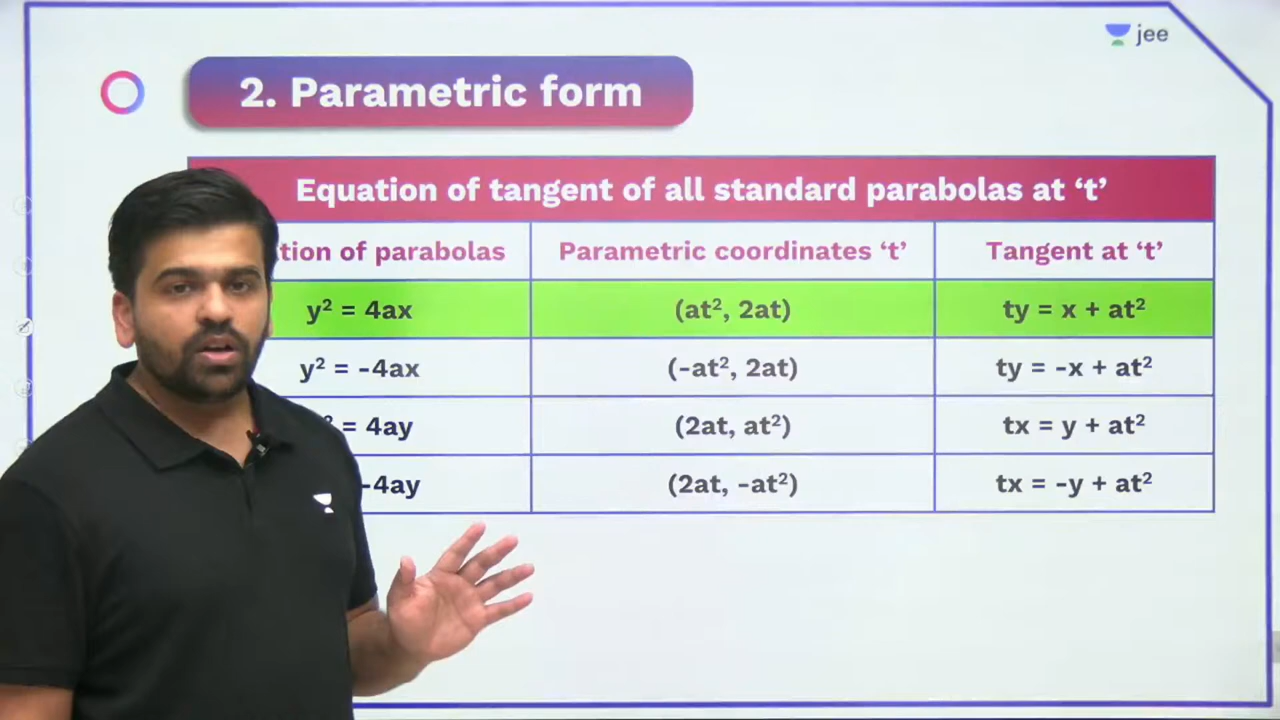 jee
2. Parametric form
Equation of tangent of all standard parabolas at ‘t’
tion of parabolas Parametric coordinates ‘t’ Tangent at ‘t’
y² = 4ax (at², 2at) ty = x + at²
y² = -4ax (-at², 2at) ty = -x + at²
² = 4ay (2at, at²) tx = y + at²
-4ay (2at, -at²) tx = -y + at²